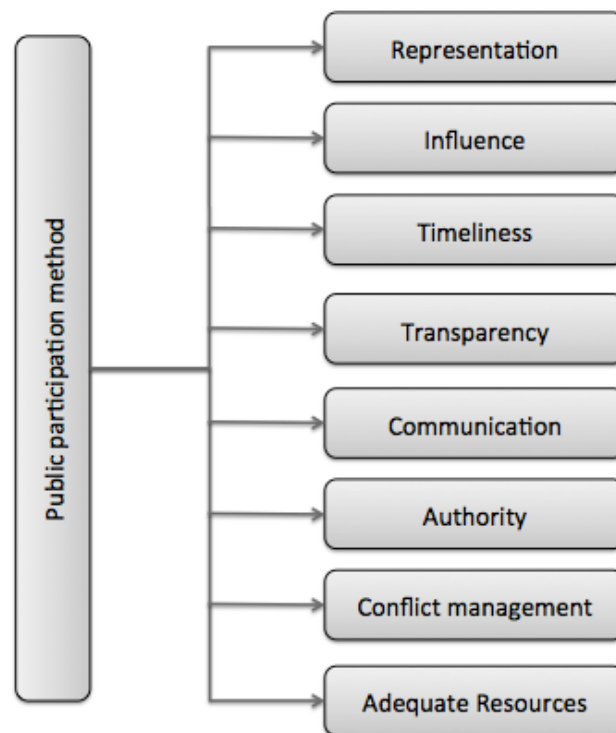 Public participation method
Representation
Influence
Timeliness
Transparency
Communication
Authority
Conflict management
Adequate Resources